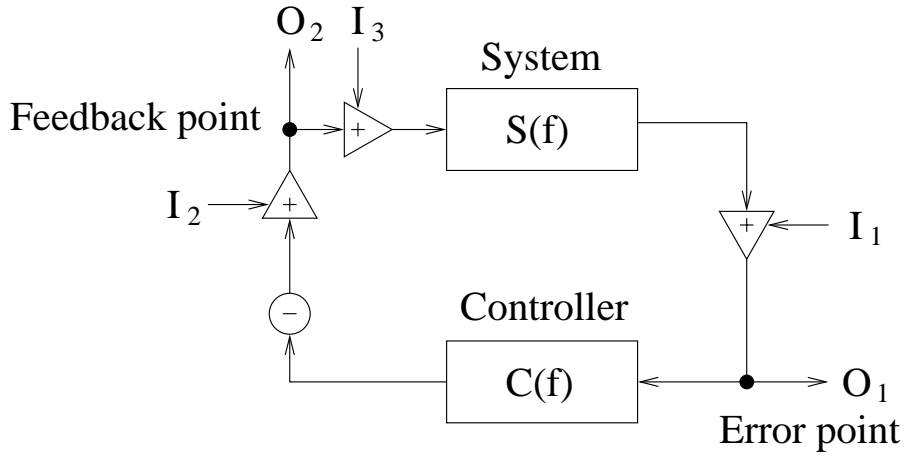 O2 I3
System
Feedback point
+
S(f)
I2
+
+
I1
Controller
−
C(f)
O1
Error point